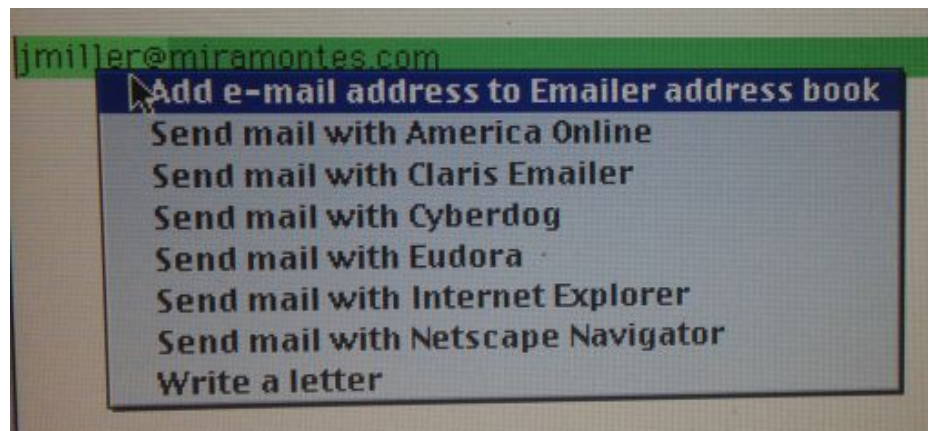 jmiller@miramontes.com
Add e-mail address to Emailer address book
Send mail with America Online
Send mail with Claris Emailer
Send mail with Cyberdog
Send mail with Eudora
Send mail with Internet Explorer
Send mail with Netscape Navigator
Write a letter